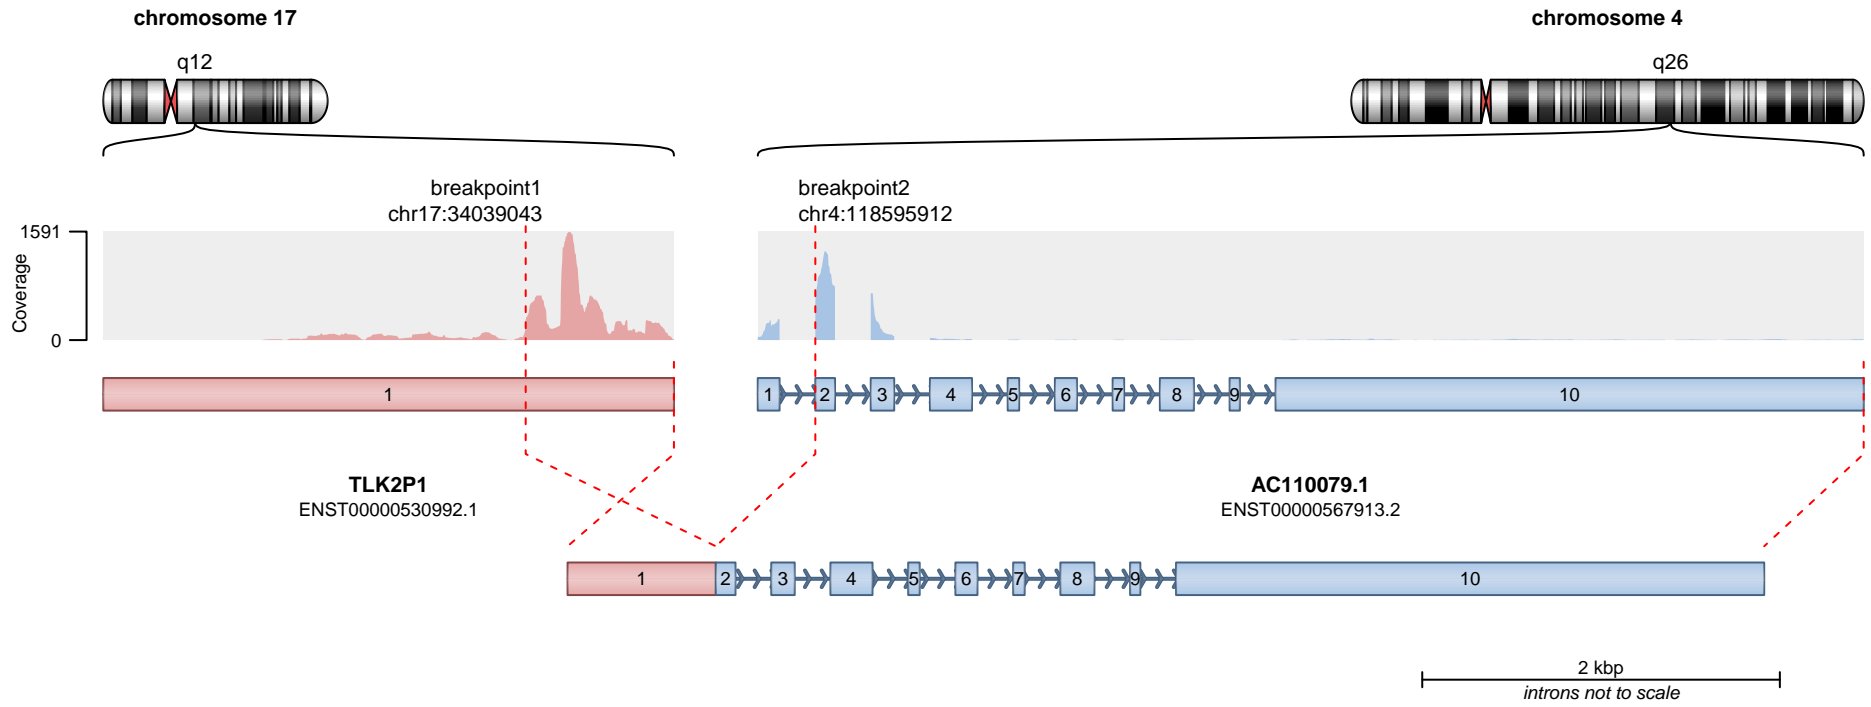 chromosome 17
chromosome 4
q12
q26
breakpoint1
chr17:34039043
breakpoint2
chr4:118595912
1591
0
Coverage
1
1 2 3 4 5 6 7 8 9 10
TLK2P1
ENST00000530992.1
AC110079.1
ENST00000567913.2
1 2 3 4 5 6 7 8 9 10
2 kbp
introns not to scale